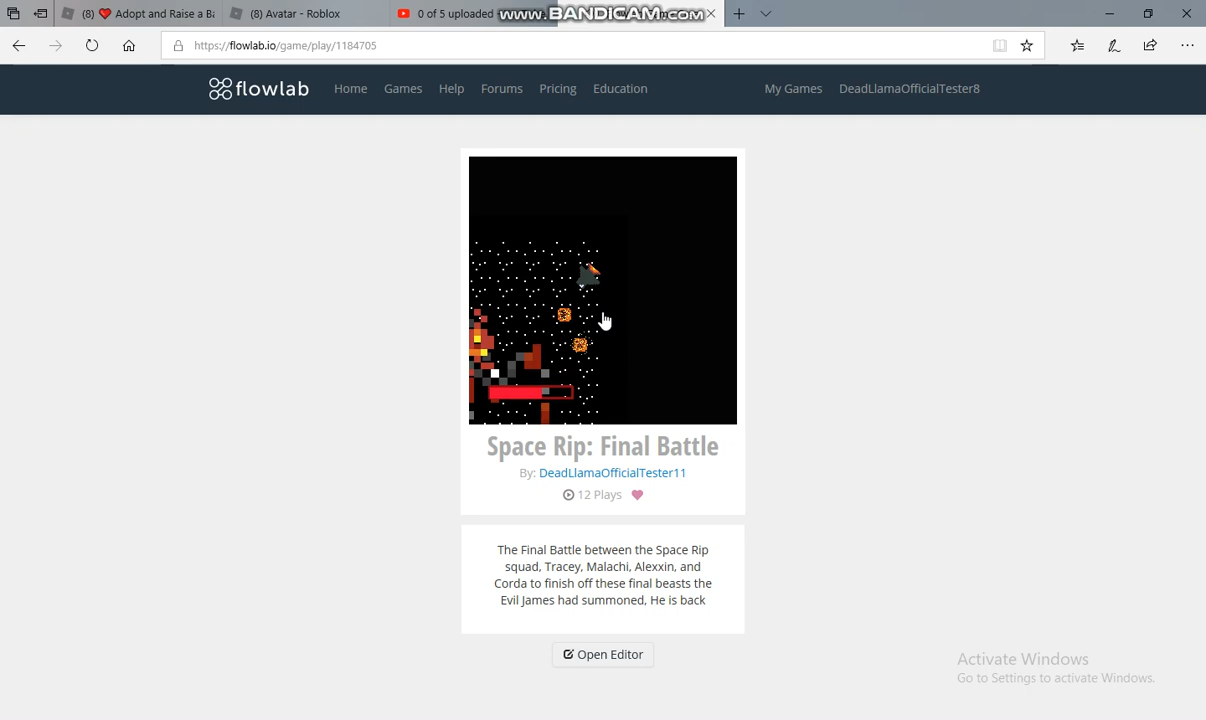 (8) ❤ Adopt and Raise a Ba
(8) Avatar - Roblox
0 of 5 uploaded
www.BANDICAM.com
https://flowlab.io/game/play/1184705
flowlab
Home
Games
Help
Forums
Pricing
Education
My Games
DeadLlamaOfficialTester8
Space Rip: Final Battle
By: DeadLlamaOfficialTester11
12 Plays
The Final Battle between the Space Rip
squad, Tracey, Malachi, Alexxin, and
Corda to finish off these final beasts the
Evil James had summoned, He is back
Open Editor
Activate Windows
Go to Settings to activate Windows.